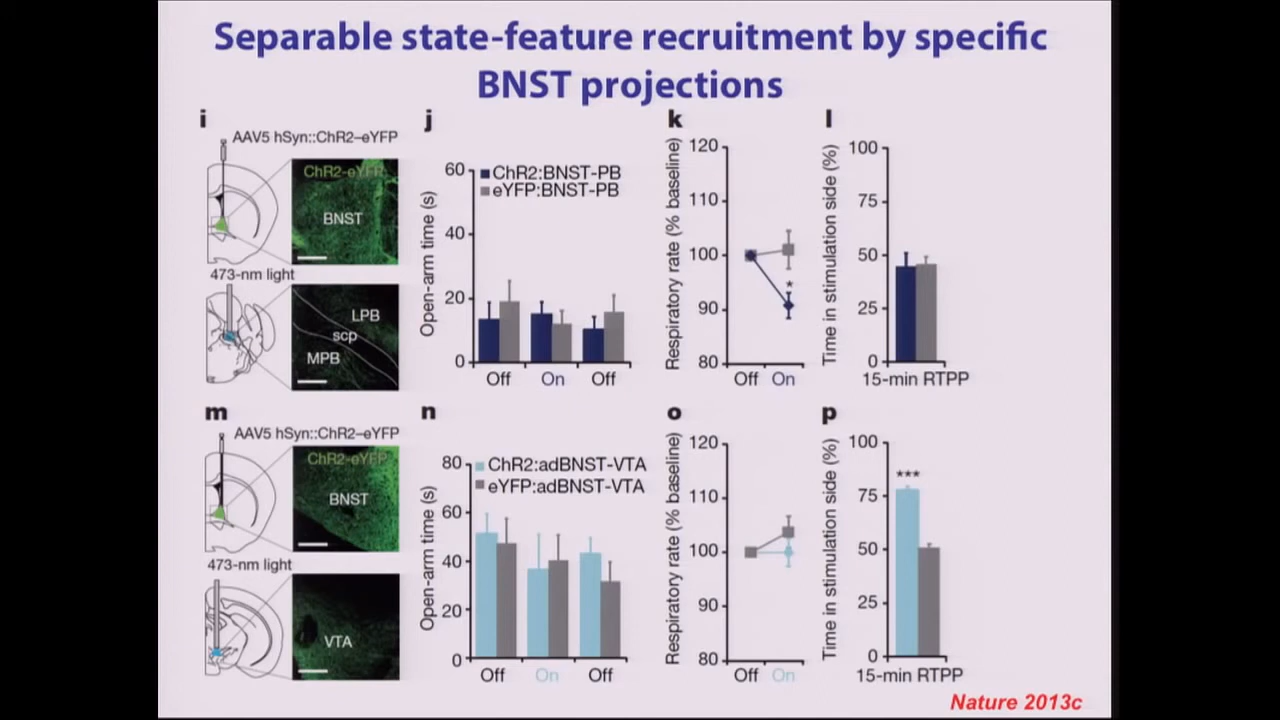 Separable state-feature recruitment by specific
BNST projections
i
AAV5 hSyn::ChR2–eYFP
ChR2-eYFP
BNST
473-nm light
LPB
scp
MPB
j
Open-arm time (s)
60
40
20
0
ChR2:BNST-PB
eYFP:BNST-PB
Off On Off
k
Respiratory rate (% baseline)
120
110
100
90
80
*
Off On
l
Time in stimulation side (%)
100
75
50
25
0
15-min RTPP
m
AAV5 hSyn::ChR2–eYFP
ChR2-eYFP
BNST
473-nm light
VTA
n
Open-arm time (s)
80
60
40
20
0
ChR2:adBNST-VTA
eYFP:adBNST-VTA
Off On Off
o
Respiratory rate (% baseline)
120
110
100
90
80
Off On
p
Time in stimulation side (%)
100
75
50
25
0
***
15-min RTPP
Nature 2013c